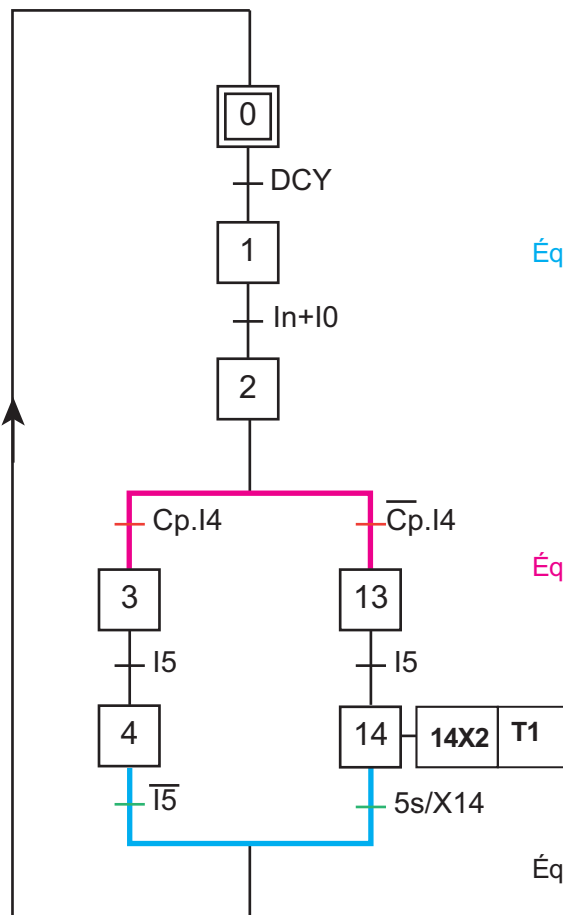 0
DCY
1
Éq
In+I0
2
Cp.I4
C̅p̅.I4
Éq
3
13
I5
I5
4
14
14X2
T1
I̅5̅
5s/X14
Éq